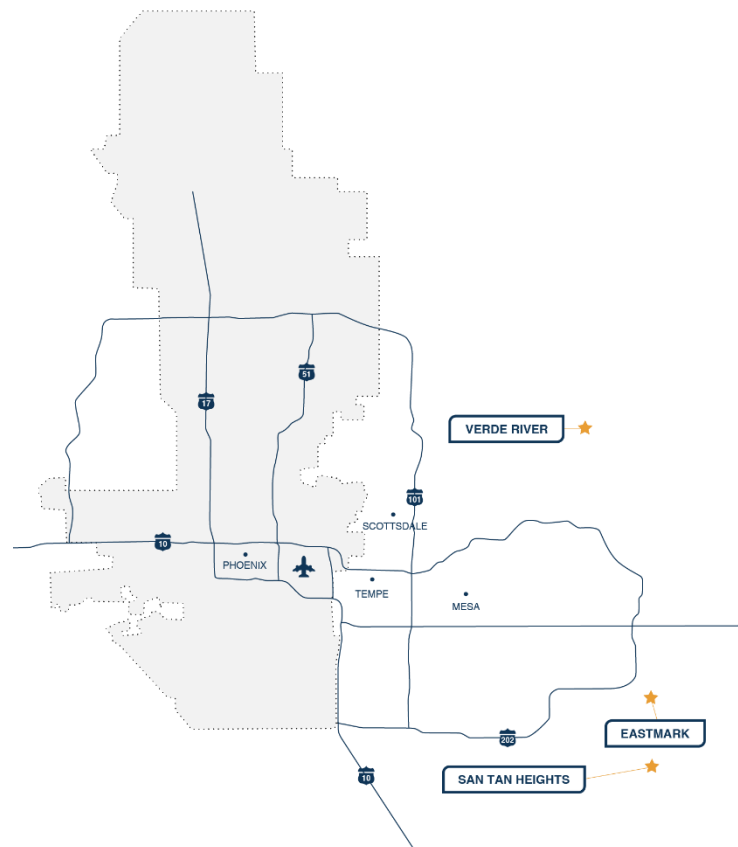 51
17
VERDE RIVER
101
SCOTTSDALE
10
PHOENIX
TEMPE
MESA
EASTMARK
202
SAN TAN HEIGHTS
10